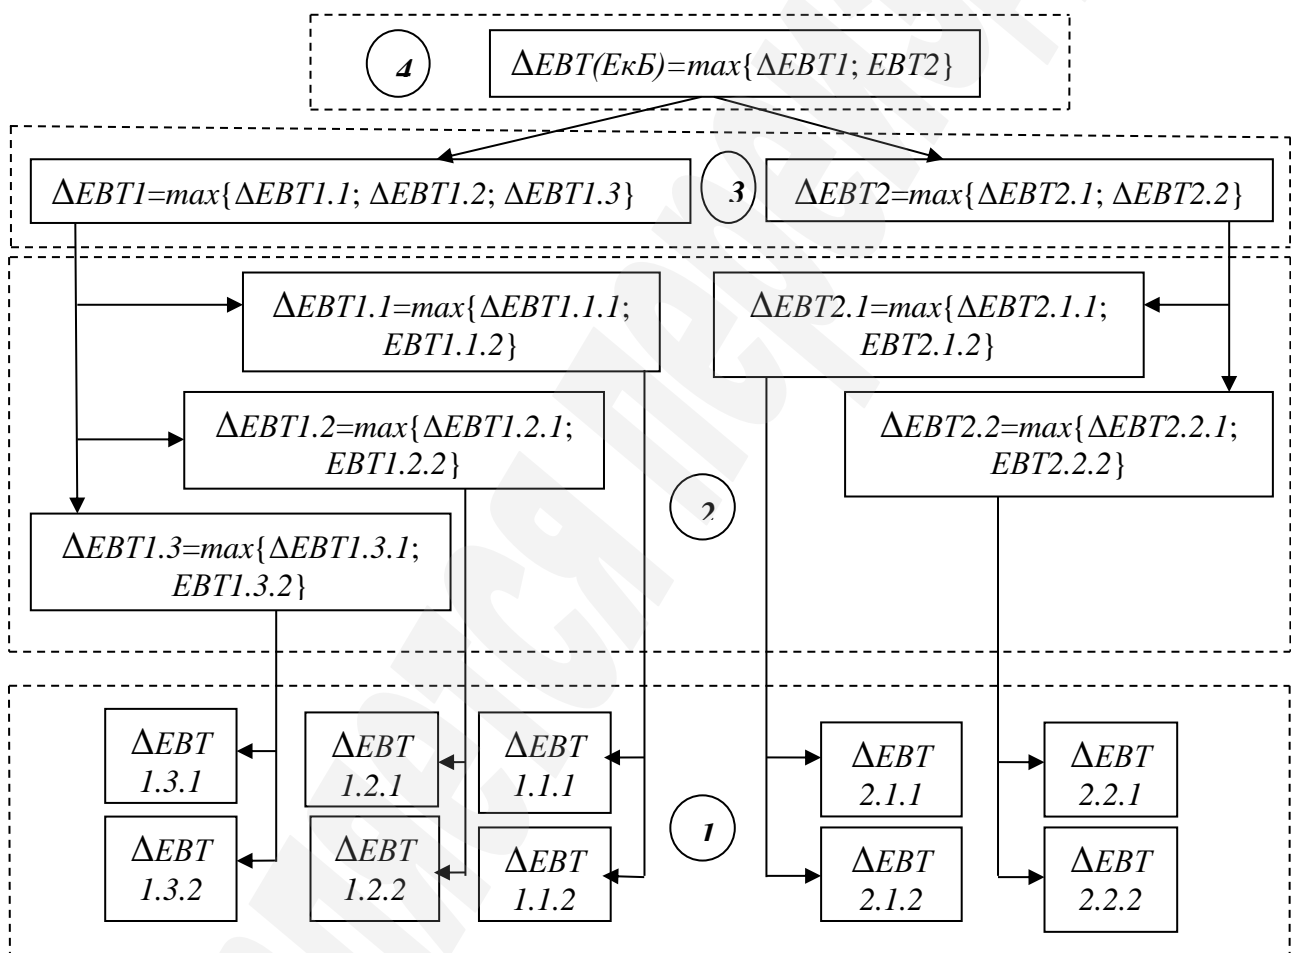 4
ΔEBT(ЕкБ)=max{ΔEBT1; EBT2}
ΔEBT1=max{ΔEBT1.1; ΔEBT1.2; ΔEBT1.3}
3
ΔEBT2=max{ΔEBT2.1; ΔEBT2.2}
ΔEBT1.1=max{ΔEBT1.1.1;
EBT1.1.2}
ΔEBT2.1=max{ΔEBT2.1.1;
EBT2.1.2}
ΔEBT1.2=max{ΔEBT1.2.1;
EBT1.2.2}
ΔEBT2.2=max{ΔEBT2.2.1;
EBT2.2.2}
2
ΔEBT1.3=max{ΔEBT1.3.1;
EBT1.3.2}
ΔEBT
1.3.1
ΔEBT
1.2.1
ΔEBT
1.1.1
ΔEBT
2.1.1
ΔEBT
2.2.1
1
ΔEBT
1.3.2
ΔEBT
1.2.2
ΔEBT
1.1.2
ΔEBT
2.1.2
ΔEBT
2.2.2